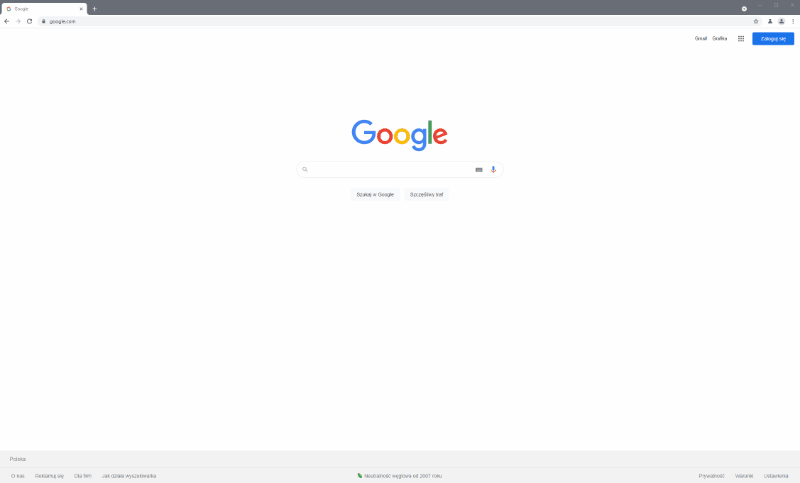 Google
google.com
Gmail Grafika
Zaloguj się
Google
Szukaj w Google Szczęśliwy traf
Polska
O nas Reklamuj się Dla firm Jak działa wyszukiwarka
Neutralność węglowa od 2007 roku
Prywatność Warunki Ustawienia